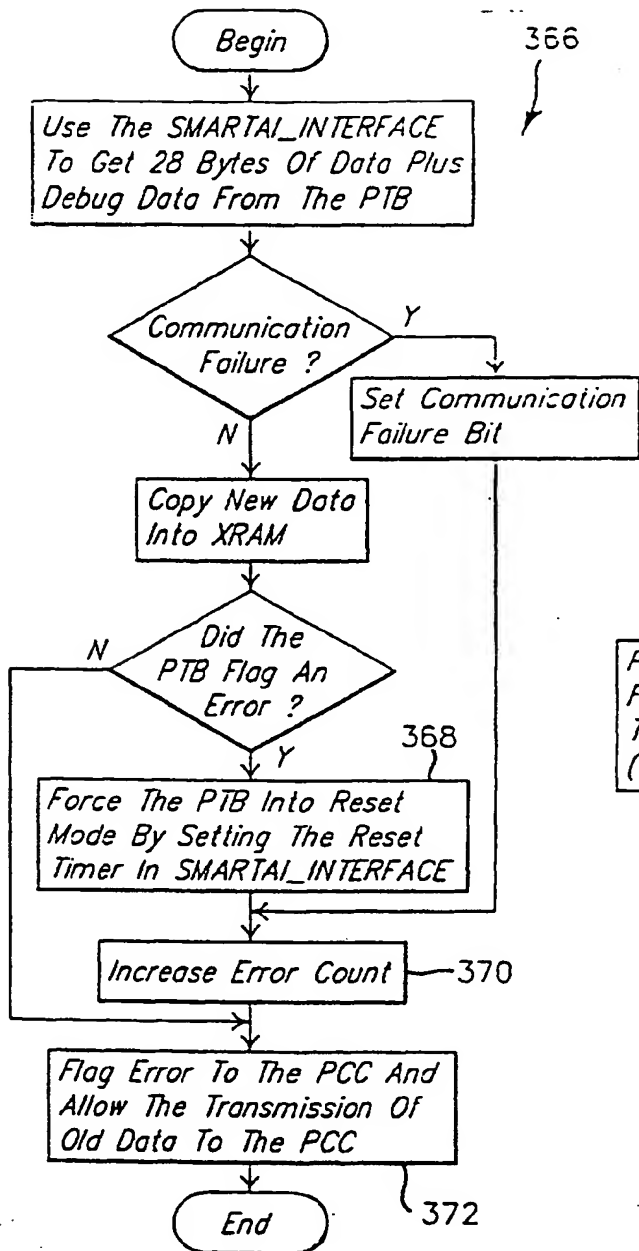 Begin
366
Use The SMARTAI_INTERFACE
To Get 28 Bytes Of Data Plus
Debug Data From The PTB
Communication
Failure ?
Y
N
Set Communication
Failure Bit
Copy New Data
Into XRAM
Did The
PTB Flag An
Error ?
N
Y
368
Force The PTB Into Reset
Mode By Setting The Reset
Timer In SMARTAI_INTERFACE
Increase Error Count
370
Flag Error To The PCC And
Allow The Transmission Of
Old Data To The PCC
372
End